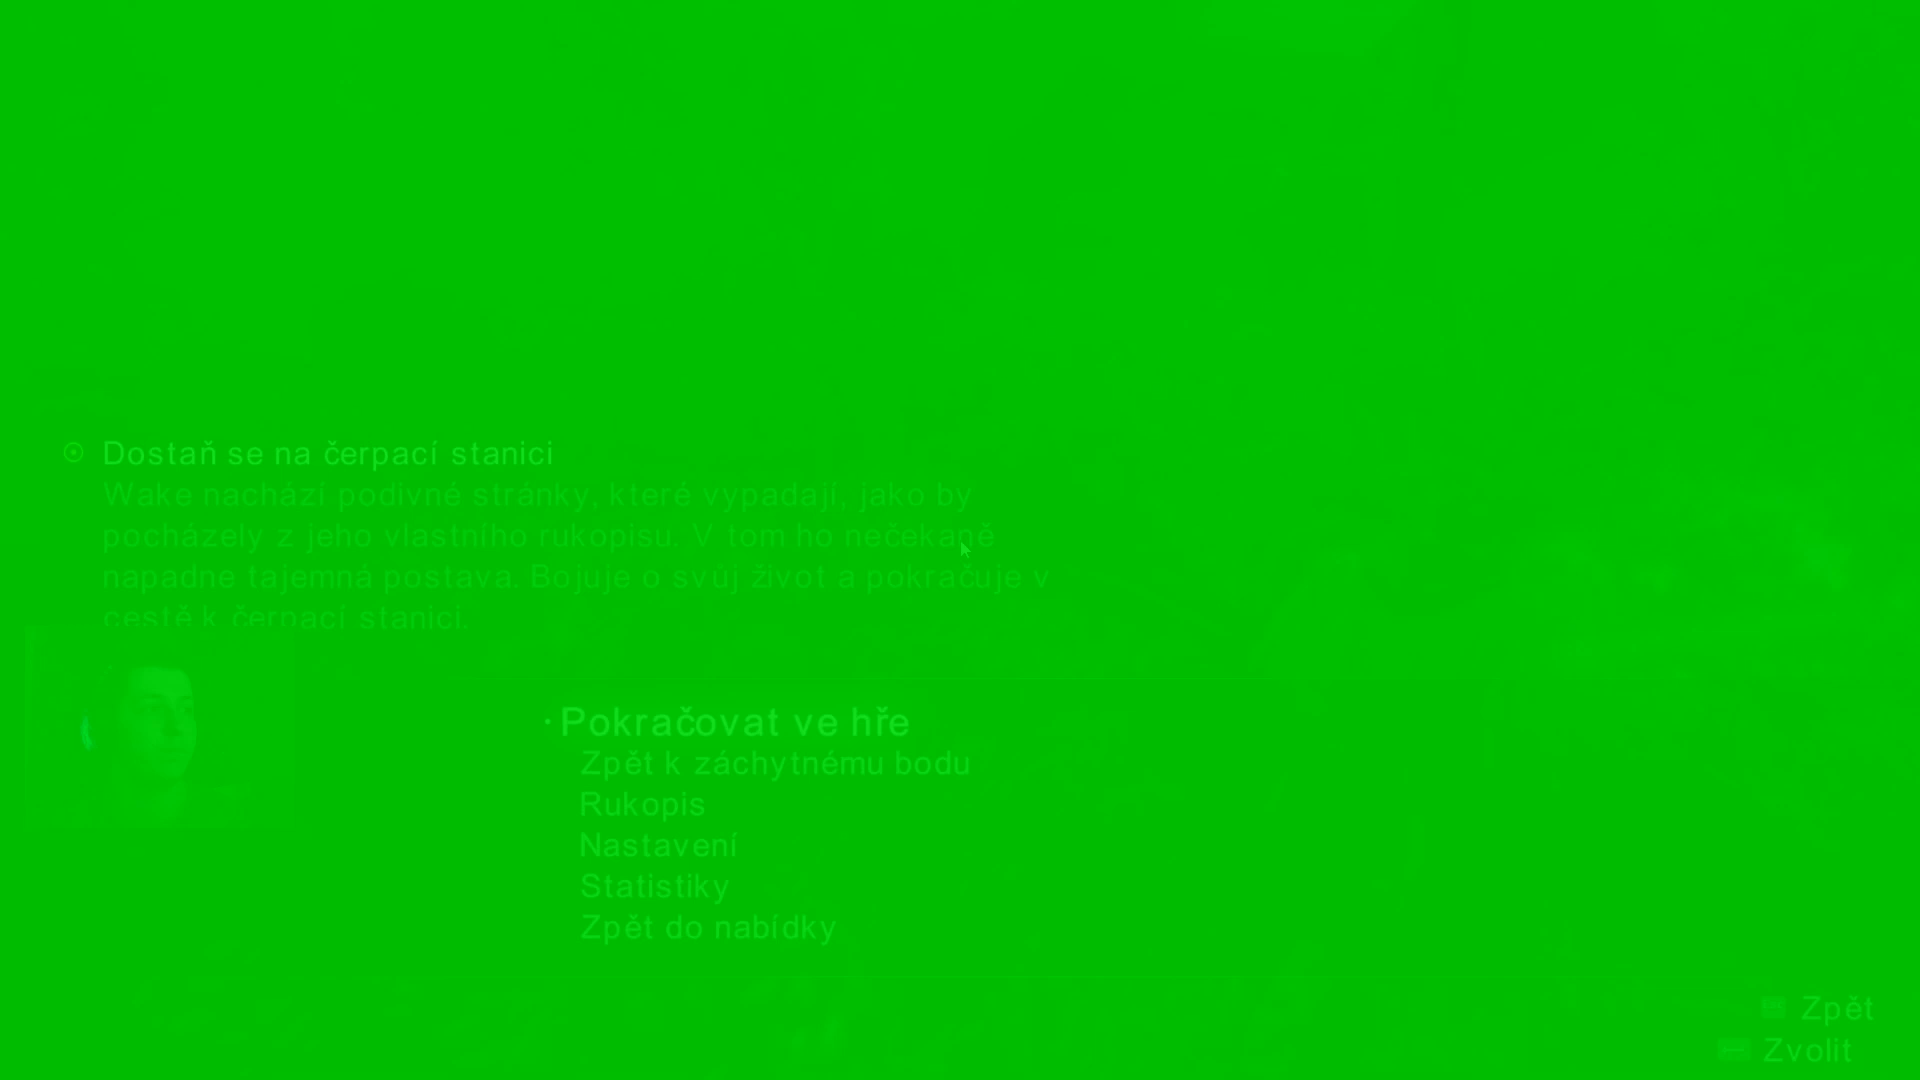 Dostaň se na čerpací stanici
Wake nachází podivné stránky, které vypadají, jako by
pocházely z jeho vlastního rukopisu. V tom ho nečekaně
napadne tajemná postava. Bojuje o svůj život a pokračuje v
cestě k čerpací stanici.
Pokračovat ve hře
Zpět k záchytnému bodu
Rukopis
Nastavení
Statistiky
Zpět do nabídky
Zpět
Zvolit